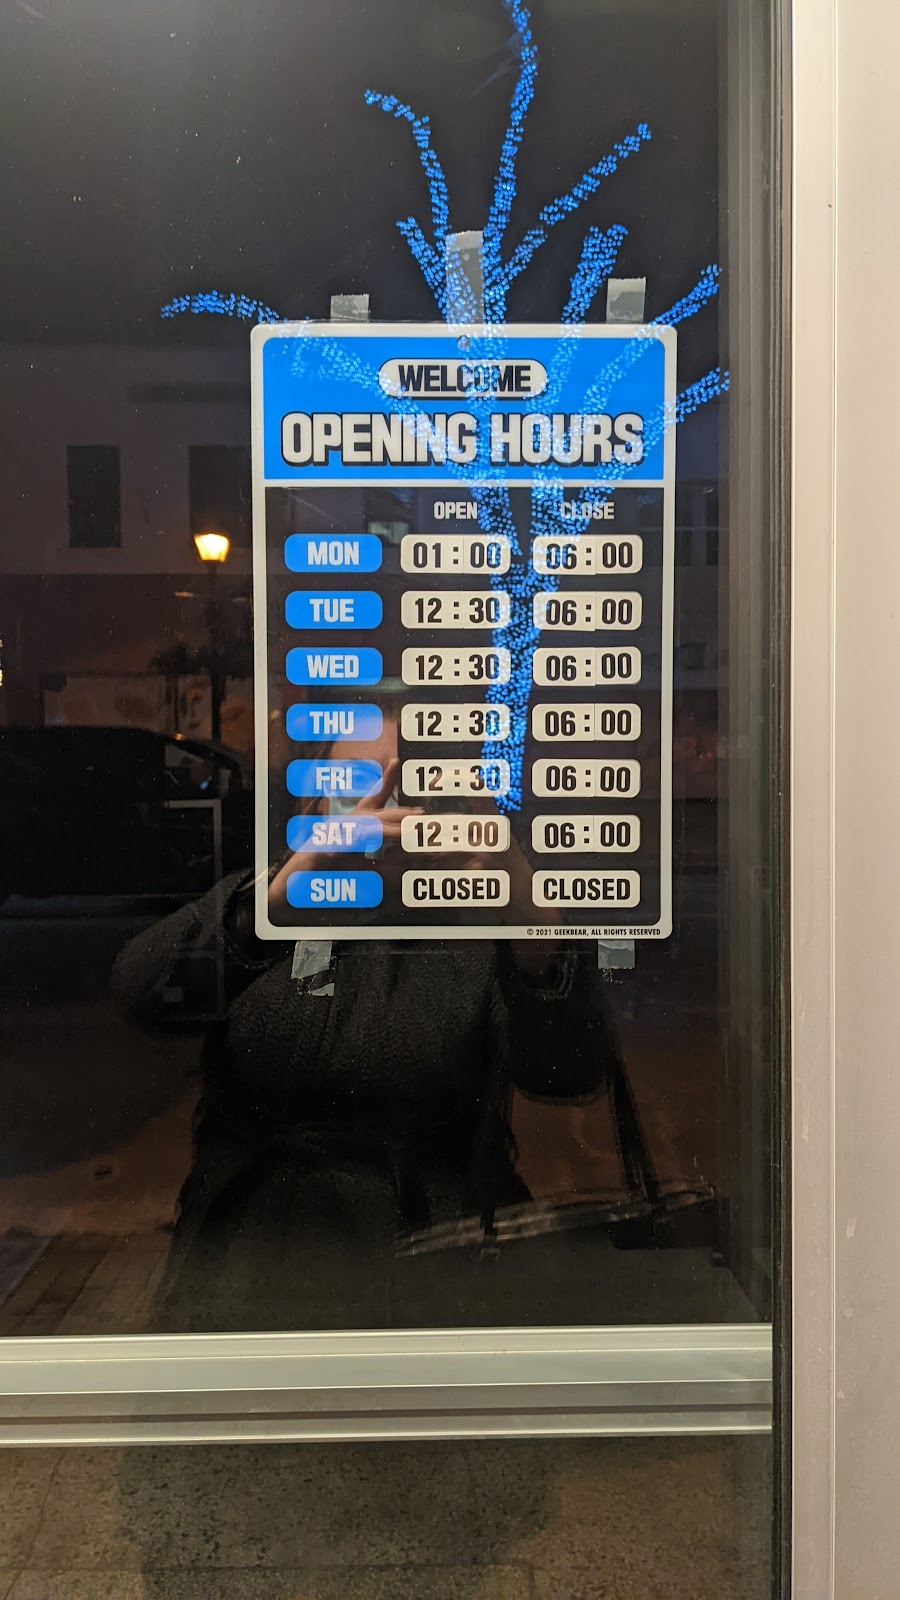 WELCOME
OPENING HOURS
OPEN CLOSE
MON 01:00 06:00
TUE 12:30 06:00
WED 12:30 06:00
THU 12:30 06:00
FRI 12:30 06:00
SAT 12:00 06:00
SUN CLOSED CLOSED
© 2021 GEEKBEAR, ALL RIGHTS RESERVED